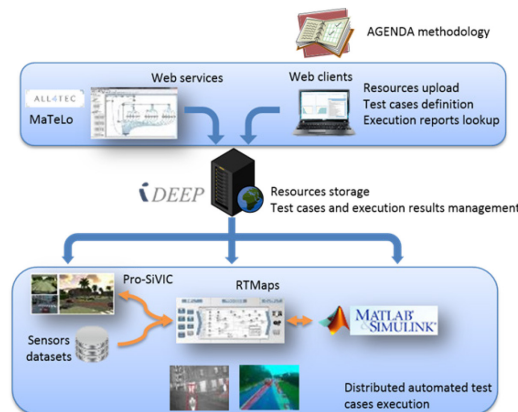 AGENDA methodology
Web services
Web clients
ALL4TEC
MaTeLo
Resources upload
Test cases definition
Execution reports lookup
iDEEP
Resources storage
Test cases and execution results management
Pro-SiVIC
RTMaps
MATLAB
&SIMULINK
Sensors
datasets
Distributed automated test
cases execution